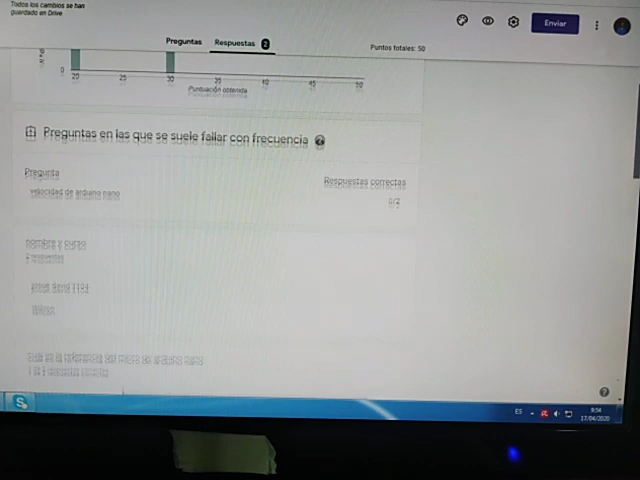 Todos los cambios se han
guardado en Drive
Enviar
Preguntas Respuestas 2
Puntos totales: 50
0
20 25 30 35 40 45 50
Puntuación obtenida
Preguntas en las que se suele fallar con frecuencia
Pregunta
Respuestas correctas
velocidad de arduino nano
0/2
nombre y curso
2 respuestas
ES
9:54
17/04/2020